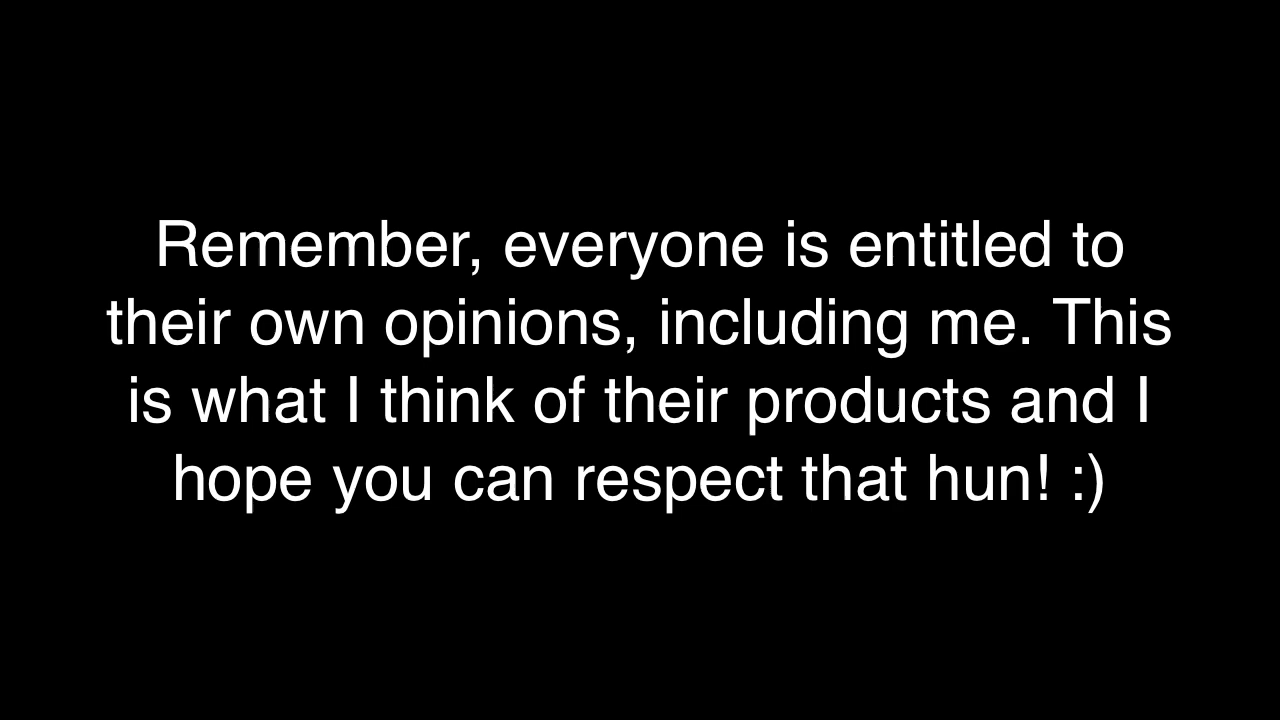 Remember, everyone is entitled to
their own opinions, including me. This
is what I think of their products and I
hope you can respect that hun! :)